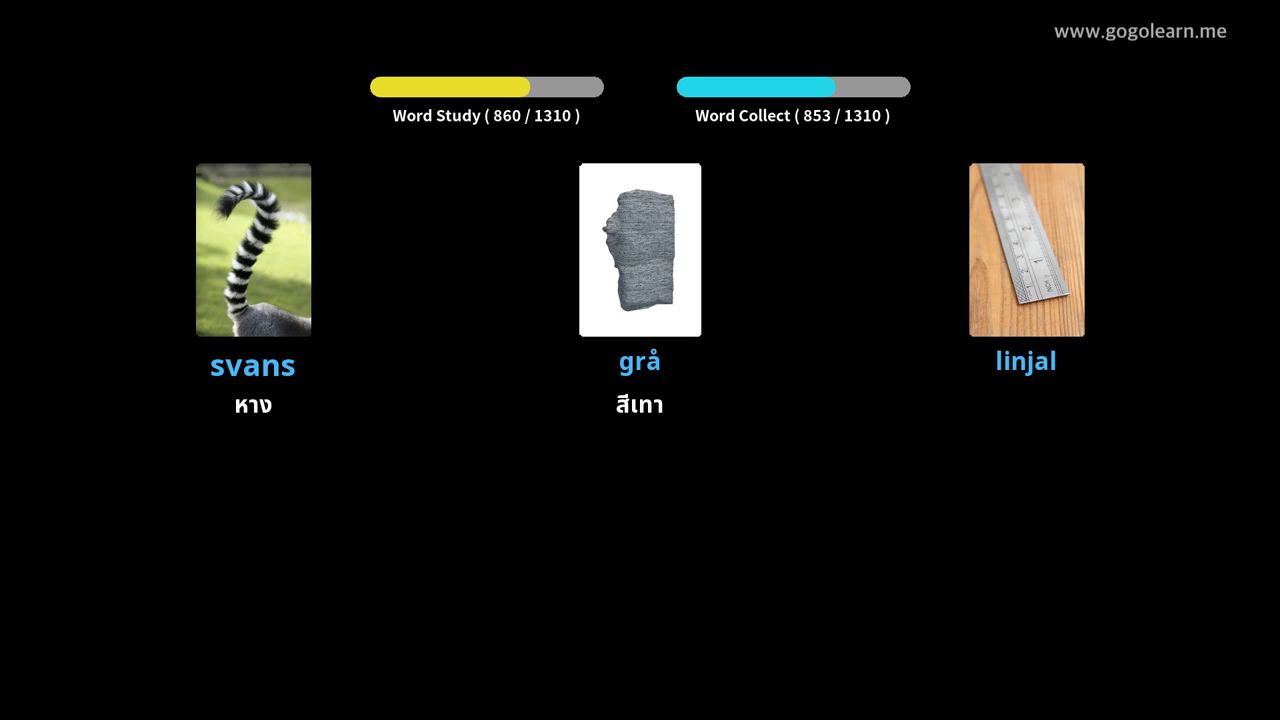 www.gogolearn.me
Word Study ( 860 / 1310 )
Word Collect ( 853 / 1310 )
svans
หาง
grå
สีเทา
linjal